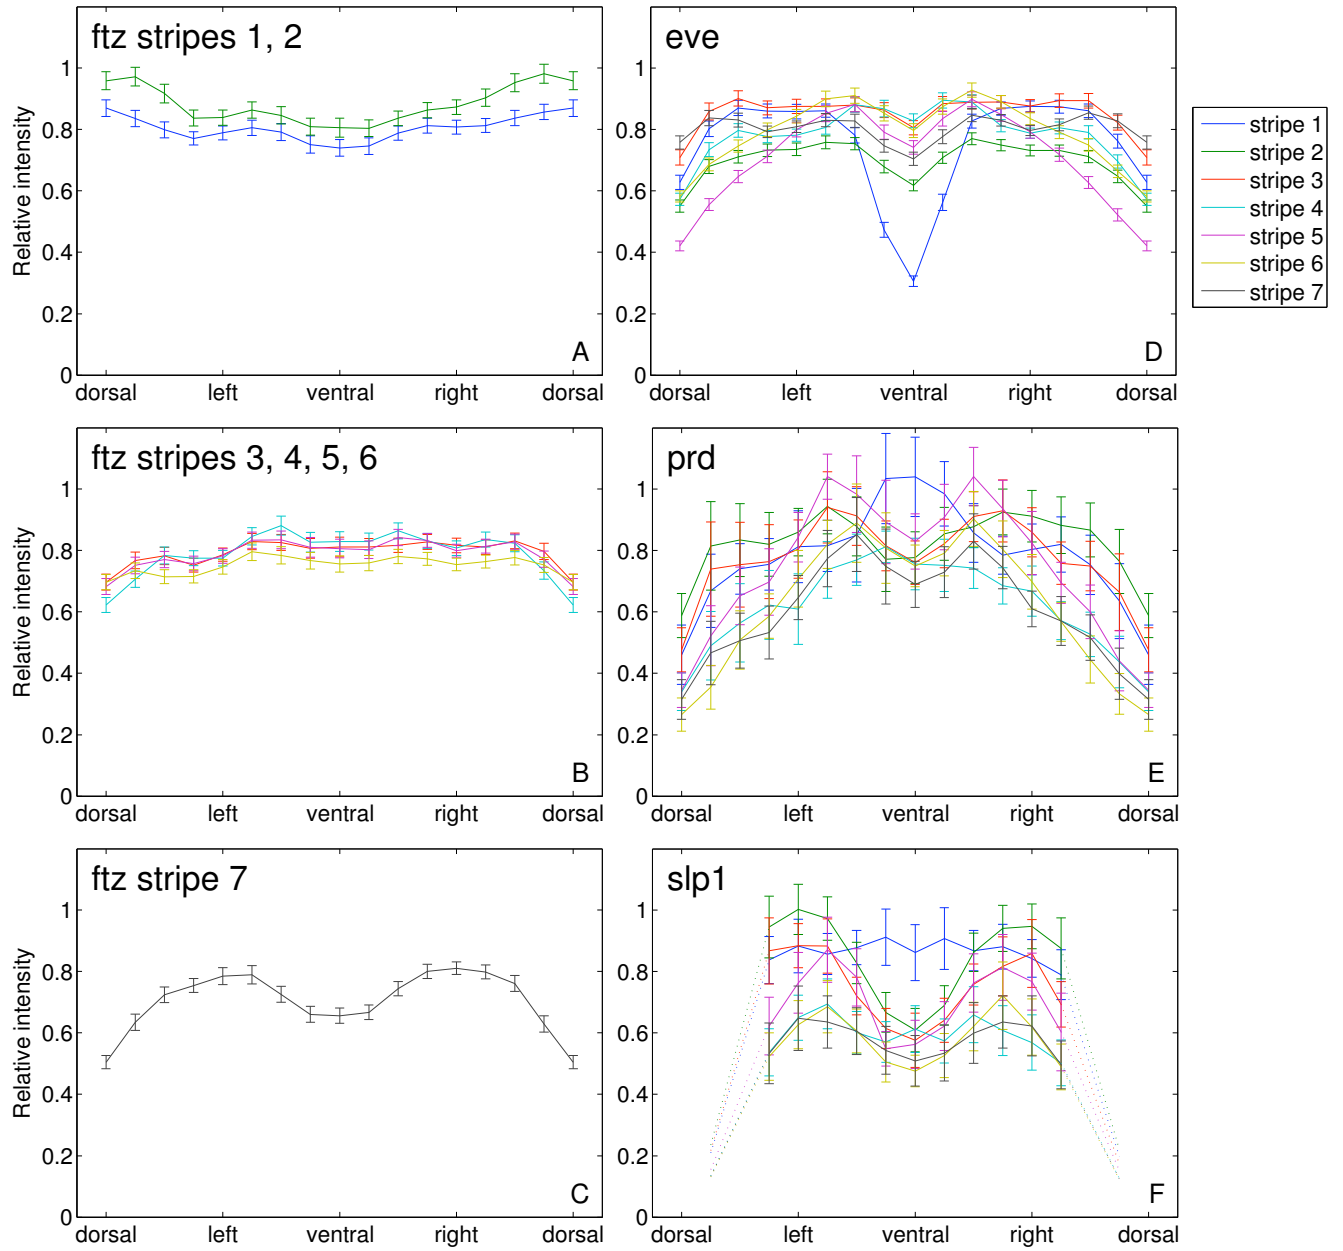 ftz stripes 1, 2
Relative intensity
1
0.8
0.6
0.4
0.2
0
A
dorsal left ventral right dorsal
eve
1
0.8
0.6
0.4
0.2
0
D
dorsal left ventral right dorsal
stripe 1
stripe 2
stripe 3
stripe 4
stripe 5
stripe 6
stripe 7
ftz stripes 3, 4, 5, 6
Relative intensity
1
0.8
0.6
0.4
0.2
0
B
dorsal left ventral right dorsal
prd
1
0.8
0.6
0.4
0.2
0
E
dorsal left ventral right dorsal
ftz stripe 7
Relative intensity
1
0.8
0.6
0.4
0.2
0
C
dorsal left ventral right dorsal
slp1
1
0.8
0.6
0.4
0.2
0
F
dorsal left ventral right dorsal